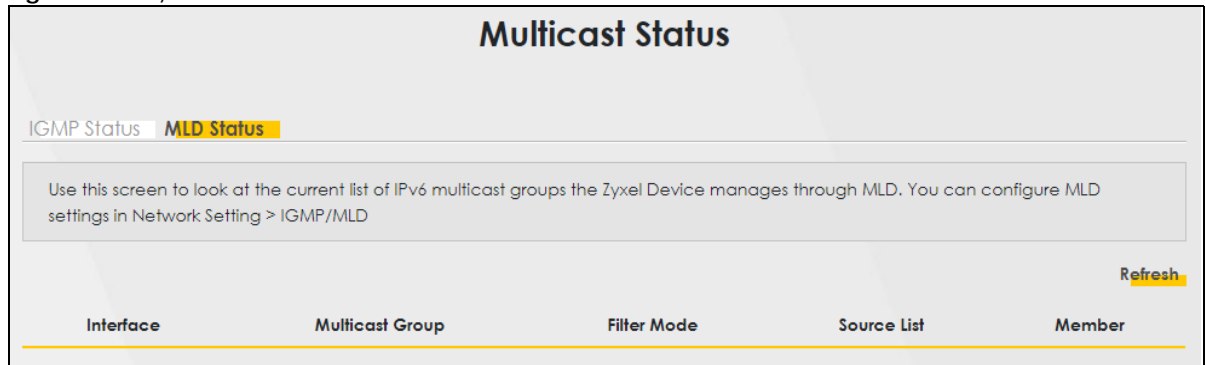 Multicast Status
IGMP Status MLD Status
Use this screen to look at the current list of IPv6 multicast groups the Zyxel Device manages through MLD. You can configure MLD
settings in Network Setting > IGMP/MLD
Refresh
Interface Multicast Group Filter Mode Source List Member